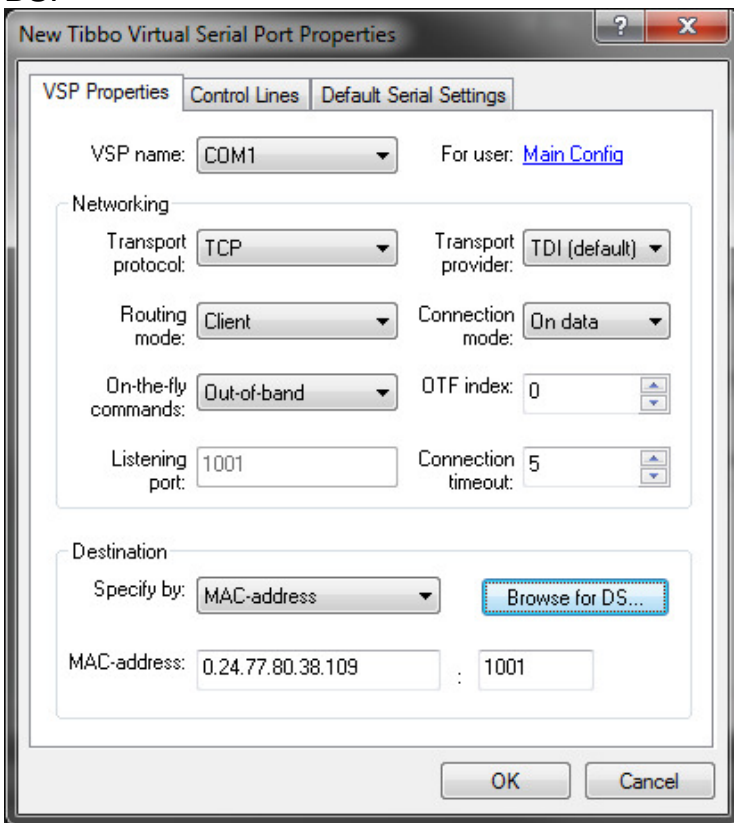 New Tibbo Virtual Serial Port Properties
VSP Properties Control Lines Default Serial Settings
VSP name: COM1 For user: Main Config
Networking
Transport protocol: TCP Transport provider: TDI (default)
Routing mode: Client Connection mode: On data
On-the-fly commands: Out-of-band OTF index: 0
Listening port: 1001 Connection timeout: 5
Destination
Specify by: MAC-address Browse for DS...
MAC-address: 0.24.77.80.38.109 : 1001
OK Cancel